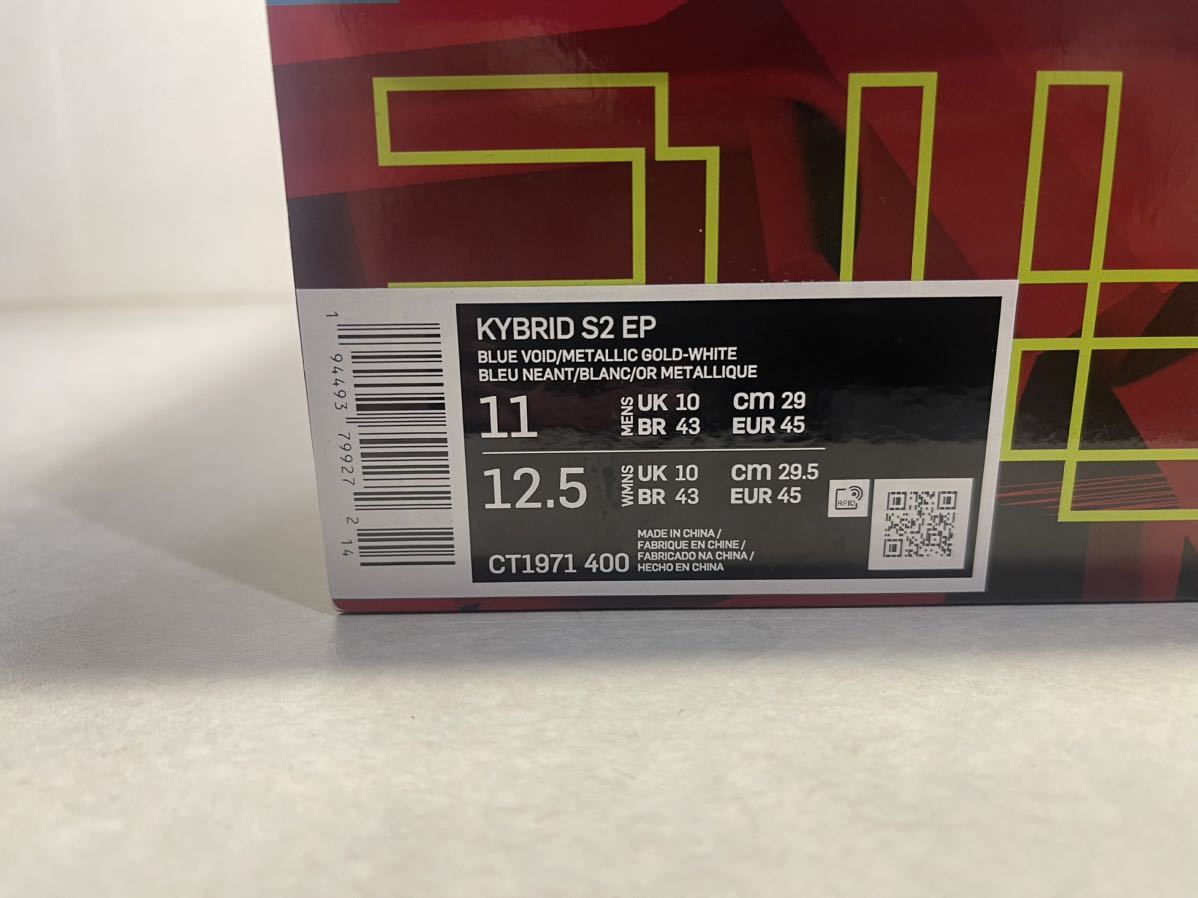 KYBRID S2 EP
BLUE VOID/METALLIC GOLD-WHITE
BLEU NEANT/BLANC/OR METALLIQUE
11 MENS UK 10 cm 29
BR 43 EUR 45
12.5 WMNS UK 10 cm 29.5
BR 43 EUR 45
RFID
CT1971 400
MADE IN CHINA /
FABRIQUE EN CHINE /
FABRICADO NA CHINA /
HECHO EN CHINA
1 94493 79927 2 14